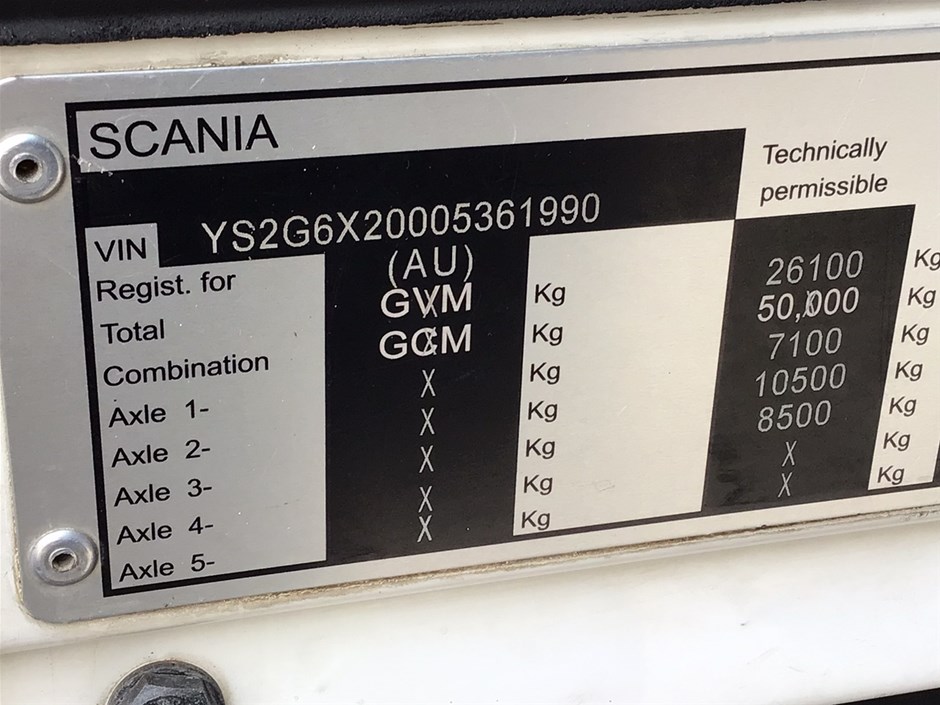 SCANIA
Technically
permissible
VIN YS2G6X20005361990
Regist. for (AU)
Total GVM Kg 26100 Kg
Combination GCM Kg 50,000 Kg
Axle 1- X Kg 7100 Kg
Axle 2- X Kg 10500 Kg
Axle 3- X Kg 8500 Kg
Axle 4- X Kg X Kg
Axle 5- X Kg X Kg